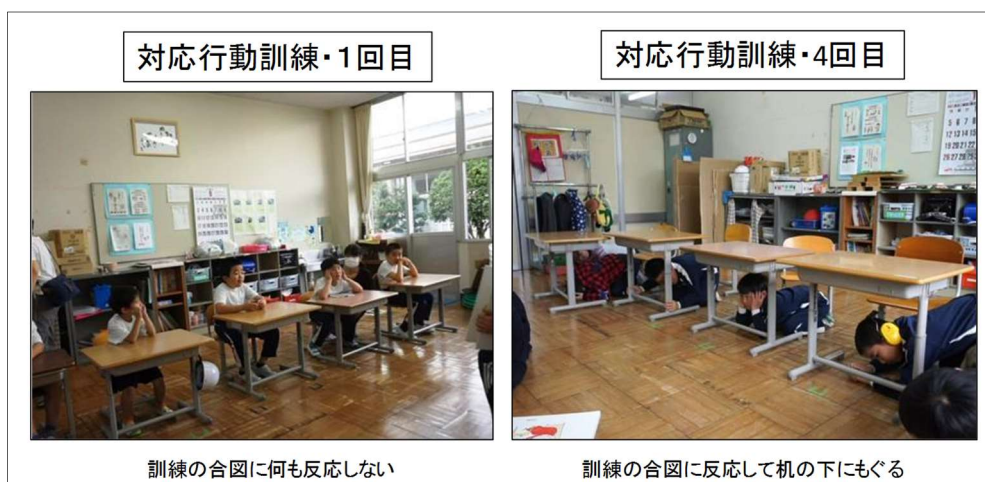 対応行動訓練・1回目
対応行動訓練・4回目
訓練の合図に何も反応しない
訓練の合図に反応して机の下にもぐる